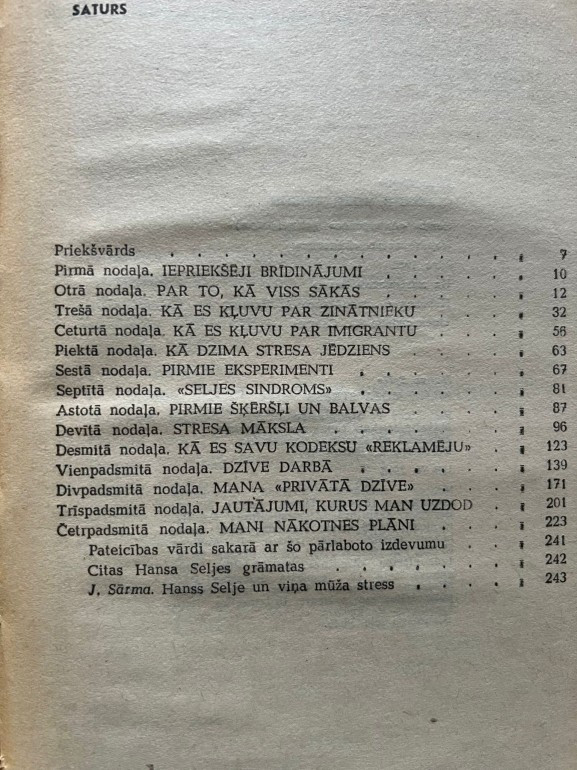 SATURS
Priekšvārds . . . . . . . . . . . . . 7
Pirmā nodaļa. IEPRIEKŠĒJI BRĪDINĀJUMI . . . . . 10
Otrā nodaļa. PAR TO, KĀ VISS SĀKĀS . . . . . 12
Trešā nodaļa. KĀ ES KĻUVU PAR ZINĀTNIEKU . . . . 32
Ceturtā nodaļa. KĀ ES KĻUVU PAR IMIGRANTU . . . . 56
Piektā nodaļa. KĀ DZIMA STRESA JĒDZIENS . . . . 63
Sestā nodaļa. PIRMIE EKSPERIMENTI . . . . . . 67
Septītā nodaļa. «SELJES SINDROMS» . . . . . . 81
Astotā nodaļa. PIRMIE ŠĶĒRŠĻI UN BALVAS . . . . 87
Devītā nodaļa. STRESA MĀKSLA . . . . . . . 96
Desmitā nodaļa. KĀ ES SAVU KODEKSU «REKLAMĒJU» . . 123
Vienpadsmitā nodaļa. DZĪVE DARBĀ . . . . . . 139
Divpadsmitā nodaļa. MANA «PRIVĀTĀ DZĪVE» . . . . 171
Trīspadsmitā nodaļa. JAUTĀJUMI, KURUS MAN UZDOD . . 201
Četrpadsmitā nodaļa. MANI NĀKOTNES PLĀNI . . . . 223
Pateicības vārdi sakarā ar šo pārlaboto izdevumu . . . 241
Citas Hansa Seljes grāmatas . . . . . . . 242
J. Sārma. Hanss Selje un viņa mūža stress . . . . . 243